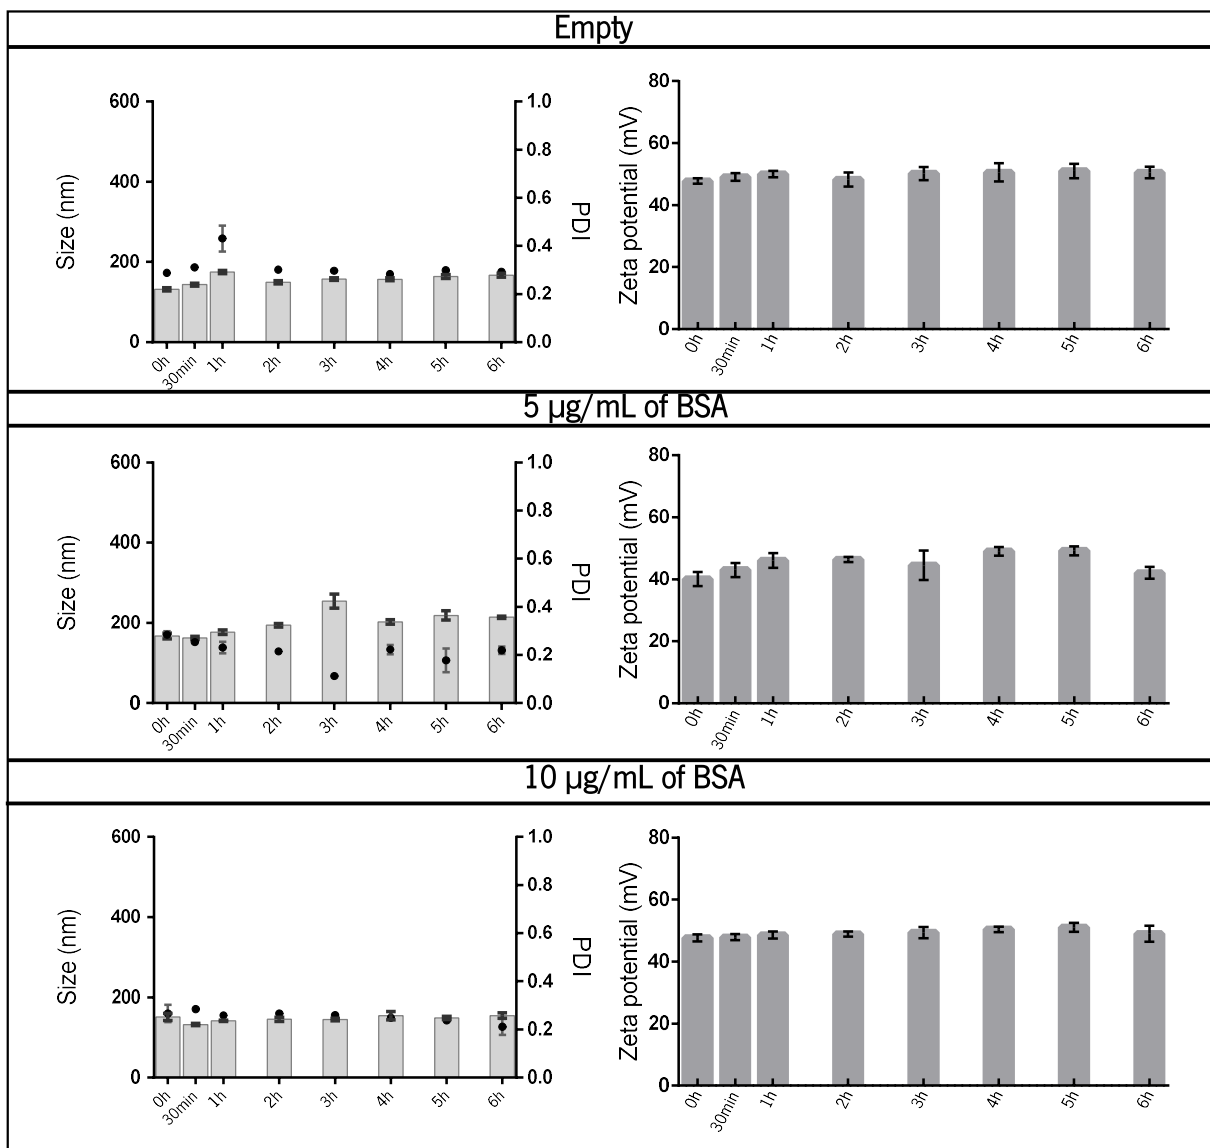 Empty
Size (nm)
600
400
200
0
1.0
0.8
0.6
0.4
0.2
0.0
PDI
0h 30min 1h 2h 3h 4h 5h 6h
Zeta potential (mV)
80
60
40
20
0
0h 30min 1h 2h 3h 4h 5h 6h
5 µg/mL of BSA
Size (nm)
600
400
200
0
1.0
0.8
0.6
0.4
0.2
0.0
PDI
0h 30min 1h 2h 3h 4h 5h 6h
Zeta potential (mV)
80
60
40
20
0
0h 30min 1h 2h 3h 4h 5h 6h
10 µg/mL of BSA
Size (nm)
600
400
200
0
1.0
0.8
0.6
0.4
0.2
0.0
PDI
0h 30min 1h 2h 3h 4h 5h 6h
Zeta potential (mV)
80
60
40
20
0
0h 30min 1h 2h 3h 4h 5h 6h